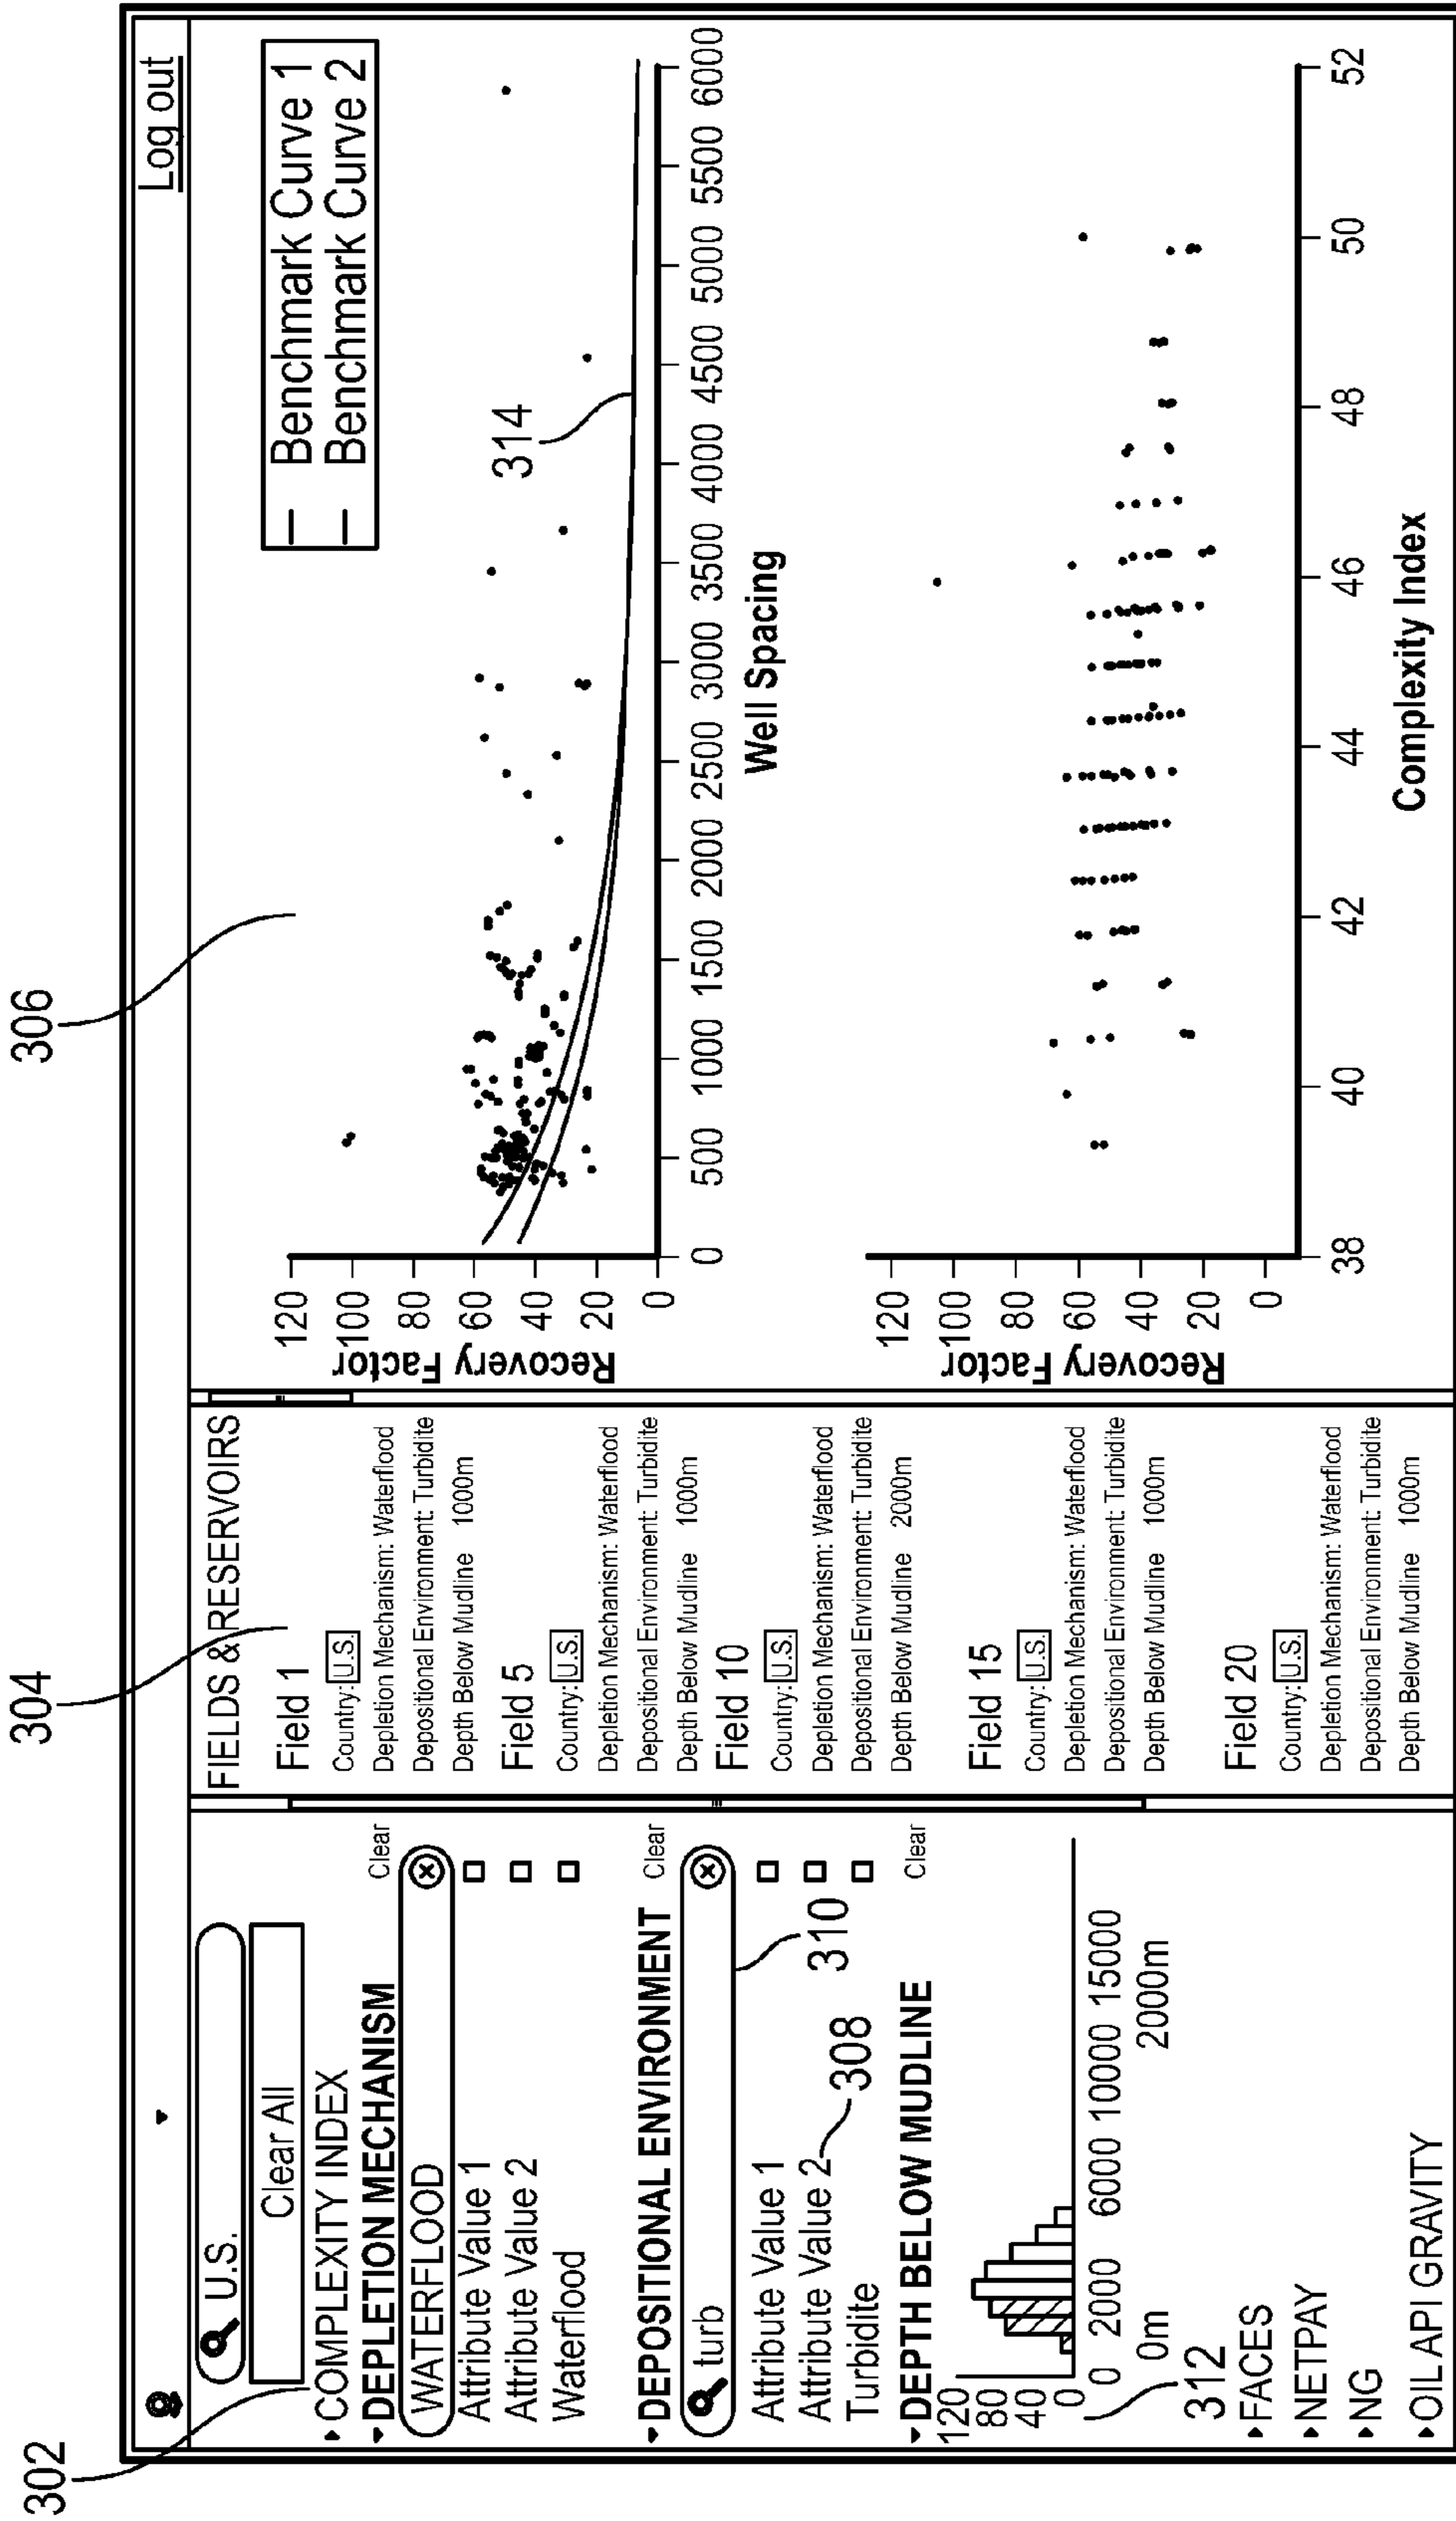 302
304
306
Log out
U.S.
Clear All
▸COMPLEXITY INDEX
▾DEPLETION MECHANISM
Clear
WATERFLOOD
Attribute Value 1
Attribute Value 2
Waterflood
▾DEPOSITIONAL ENVIRONMENT
Clear
turb
310
Attribute Value 1
Attribute Value 2
308
Turbidite
▾DEPTH BELOW MUDLINE
Clear
120
80
40
0
0 2000 6000 10000 15000
0m 2000m
312
▸FACES
▸NETPAY
▸NG
▸OIL API GRAVITY
FIELDS & RESERVOIRS
Field 1
Country: U.S.
Depletion Mechanism: Waterflood
Depositional Environment: Turbidite
Depth Below Mudline 1000m
Field 5
Country: U.S.
Depletion Mechanism: Waterflood
Depositional Environment: Turbidite
Depth Below Mudline 1000m
Field 10
Country: U.S.
Depletion Mechanism: Waterflood
Depositional Environment: Turbidite
Depth Below Mudline 2000m
Field 15
Country: U.S.
Depletion Mechanism: Waterflood
Depositional Environment: Turbidite
Depth Below Mudline 1000m
Field 20
Country: U.S.
Depletion Mechanism: Waterflood
Depositional Environment: Turbidite
Depth Below Mudline 1000m
Benchmark Curve 1
Benchmark Curve 2
314
Recovery Factor
120
100
80
60
40
20
0
0 500 1000 1500 2000 2500 3000 3500 4000 4500 5000 5500 6000
Well Spacing
Recovery Factor
120
100
80
60
40
20
0
38 40 42 44 46 48 50 52
Complexity Index